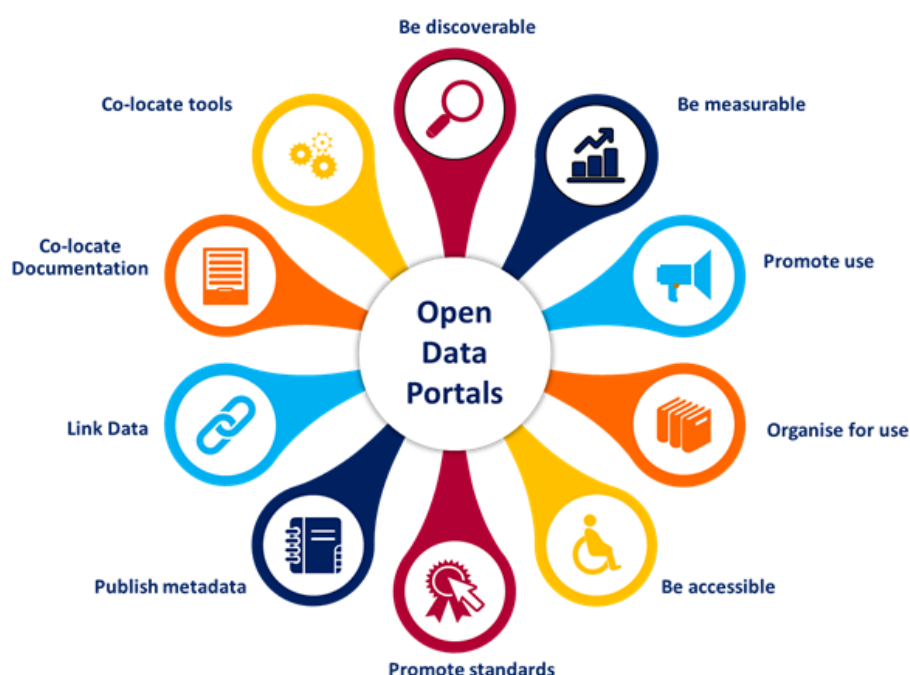 Be discoverable
Co-locate tools
Be measurable
Co-locate
Documentation
Promote use
Open
Data
Portals
Link Data
Organise for use
Publish metadata
Be accessible
Promote standards